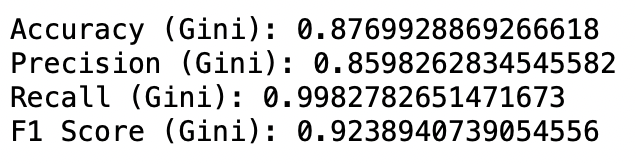 Accuracy (Gini): 0.8769928869266618
Precision (Gini): 0.8598262834545582
Recall (Gini): 0.9982782651471673
F1 Score (Gini): 0.9238940739054556